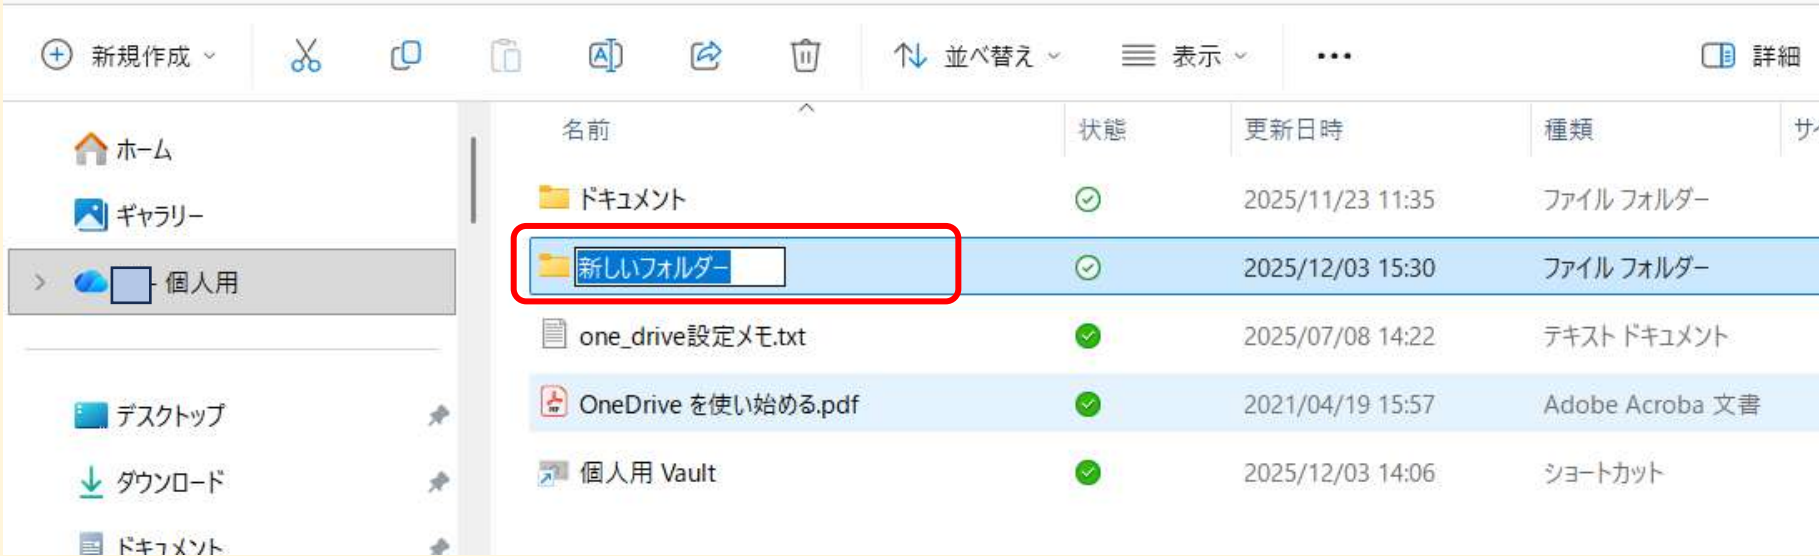 新規作成 並べ替え 表示 ... 詳細
ホーム
ギャラリー
個人用
デスクトップ
ダウンロード
ドキュメント
名前 状態 更新日時 種類
ドキュメント 2025/11/23 11:35 ファイル フォルダー
新しいフォルダー 2025/12/03 15:30 ファイル フォルダー
one_drive設定メモ.txt 2025/07/08 14:22 テキスト ドキュメント
OneDrive を使い始める.pdf 2021/04/19 15:57 Adobe Acroba 文書
個人用 Vault 2025/12/03 14:06 ショートカット